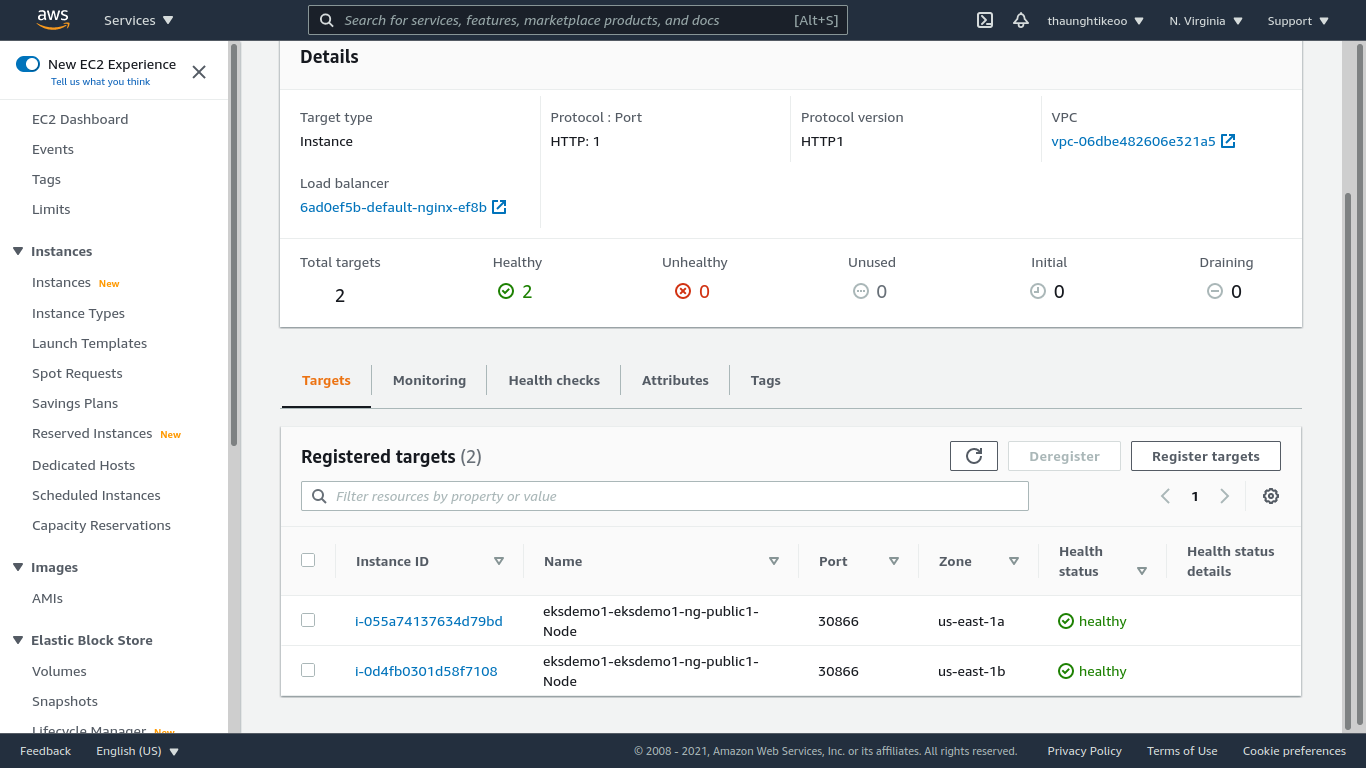 aws
Services
Search for services, features, marketplace products, and docs [Alt+S]
thaunghtikeoo
N. Virginia
Support
New EC2 Experience
Tell us what you think
EC2 Dashboard
Events
Tags
Limits
Instances
Instances New
Instance Types
Launch Templates
Spot Requests
Savings Plans
Reserved Instances New
Dedicated Hosts
Scheduled Instances
Capacity Reservations
Images
AMIs
Elastic Block Store
Volumes
Snapshots
Lifecycle Manager New
Details
Target type
Instance
Protocol : Port
HTTP: 1
Protocol version
HTTP1
VPC
vpc-06dbe482606e321a5
Load balancer
6ad0ef5b-default-nginx-ef8b
Total targets
2
Healthy
2
Unhealthy
0
Unused
0
Initial
0
Draining
0
Targets
Monitoring
Health checks
Attributes
Tags
Registered targets (2)
Deregister
Register targets
Filter resources by property or value
1
Instance ID
Name
Port
Zone
Health
status
Health status
details
i-055a74137634d79bd
eksdemo1-eksdemo1-ng-public1-
Node
30866
us-east-1a
healthy
i-0d4fb0301d58f7108
eksdemo1-eksdemo1-ng-public1-
Node
30866
us-east-1b
healthy
Feedback
English (US)
© 2008 - 2021, Amazon Web Services, Inc. or its affiliates. All rights reserved.
Privacy Policy
Terms of Use
Cookie preferences